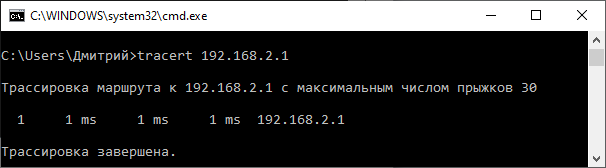 C:\WINDOWS\system32\cmd.exe
C:\Users\Дмитрий>tracert 192.168.2.1
Трассировка маршрута к 192.168.2.1 с максимальным числом прыжков 30
1 1 ms 1 ms 1 ms 192.168.2.1
Трассировка завершена.